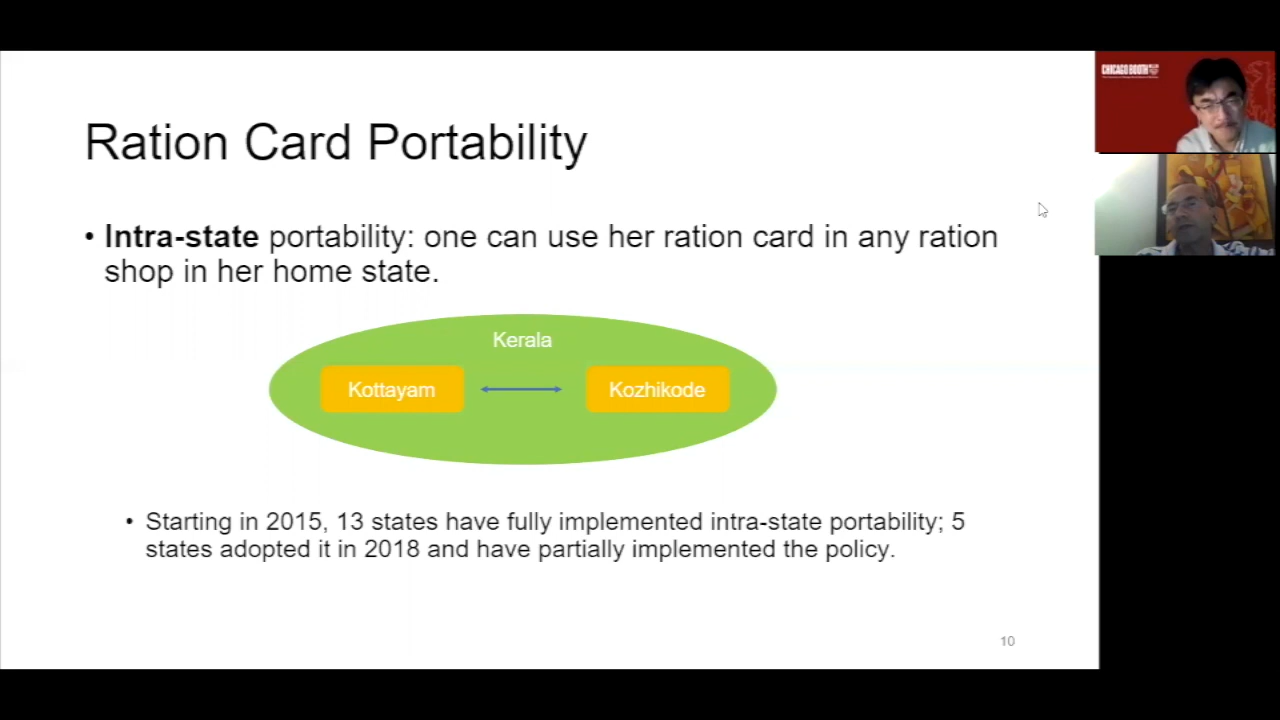 Ration Card Portability
• Intra-state portability: one can use her ration card in any ration
shop in her home state.
Kerala
Kottayam
Kozhikode
• Starting in 2015, 13 states have fully implemented intra-state portability; 5
states adopted it in 2018 and have partially implemented the policy.
10
CHICAGO BOOTH